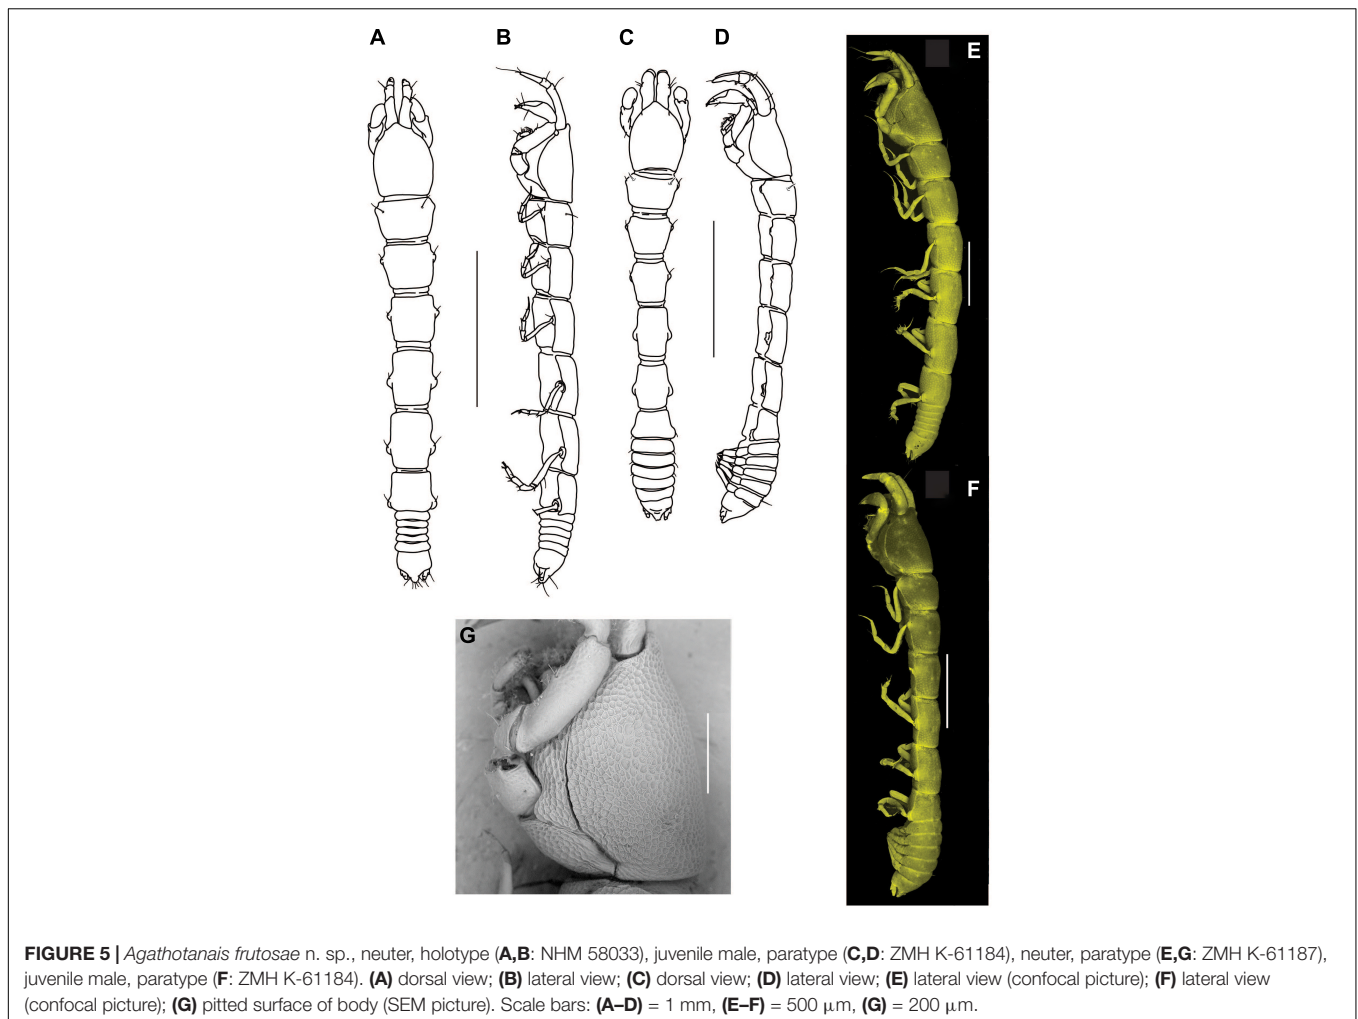 A B C D E
F
G
FIGURE 5 | Agathotanais frutosae n. sp., neuter, holotype (A,B: NHM 58033), juvenile male, paratype (C,D: ZMH K-61184), neuter, paratype (E,G: ZMH K-61187),
juvenile male, paratype (F: ZMH K-61184). (A) dorsal view; (B) lateral view; (C) dorsal view; (D) lateral view; (E) lateral view (confocal picture); (F) lateral view
(confocal picture); (G) pitted surface of body (SEM picture). Scale bars: (A–D) = 1 mm, (E–F) = 500 μm, (G) = 200 μm.